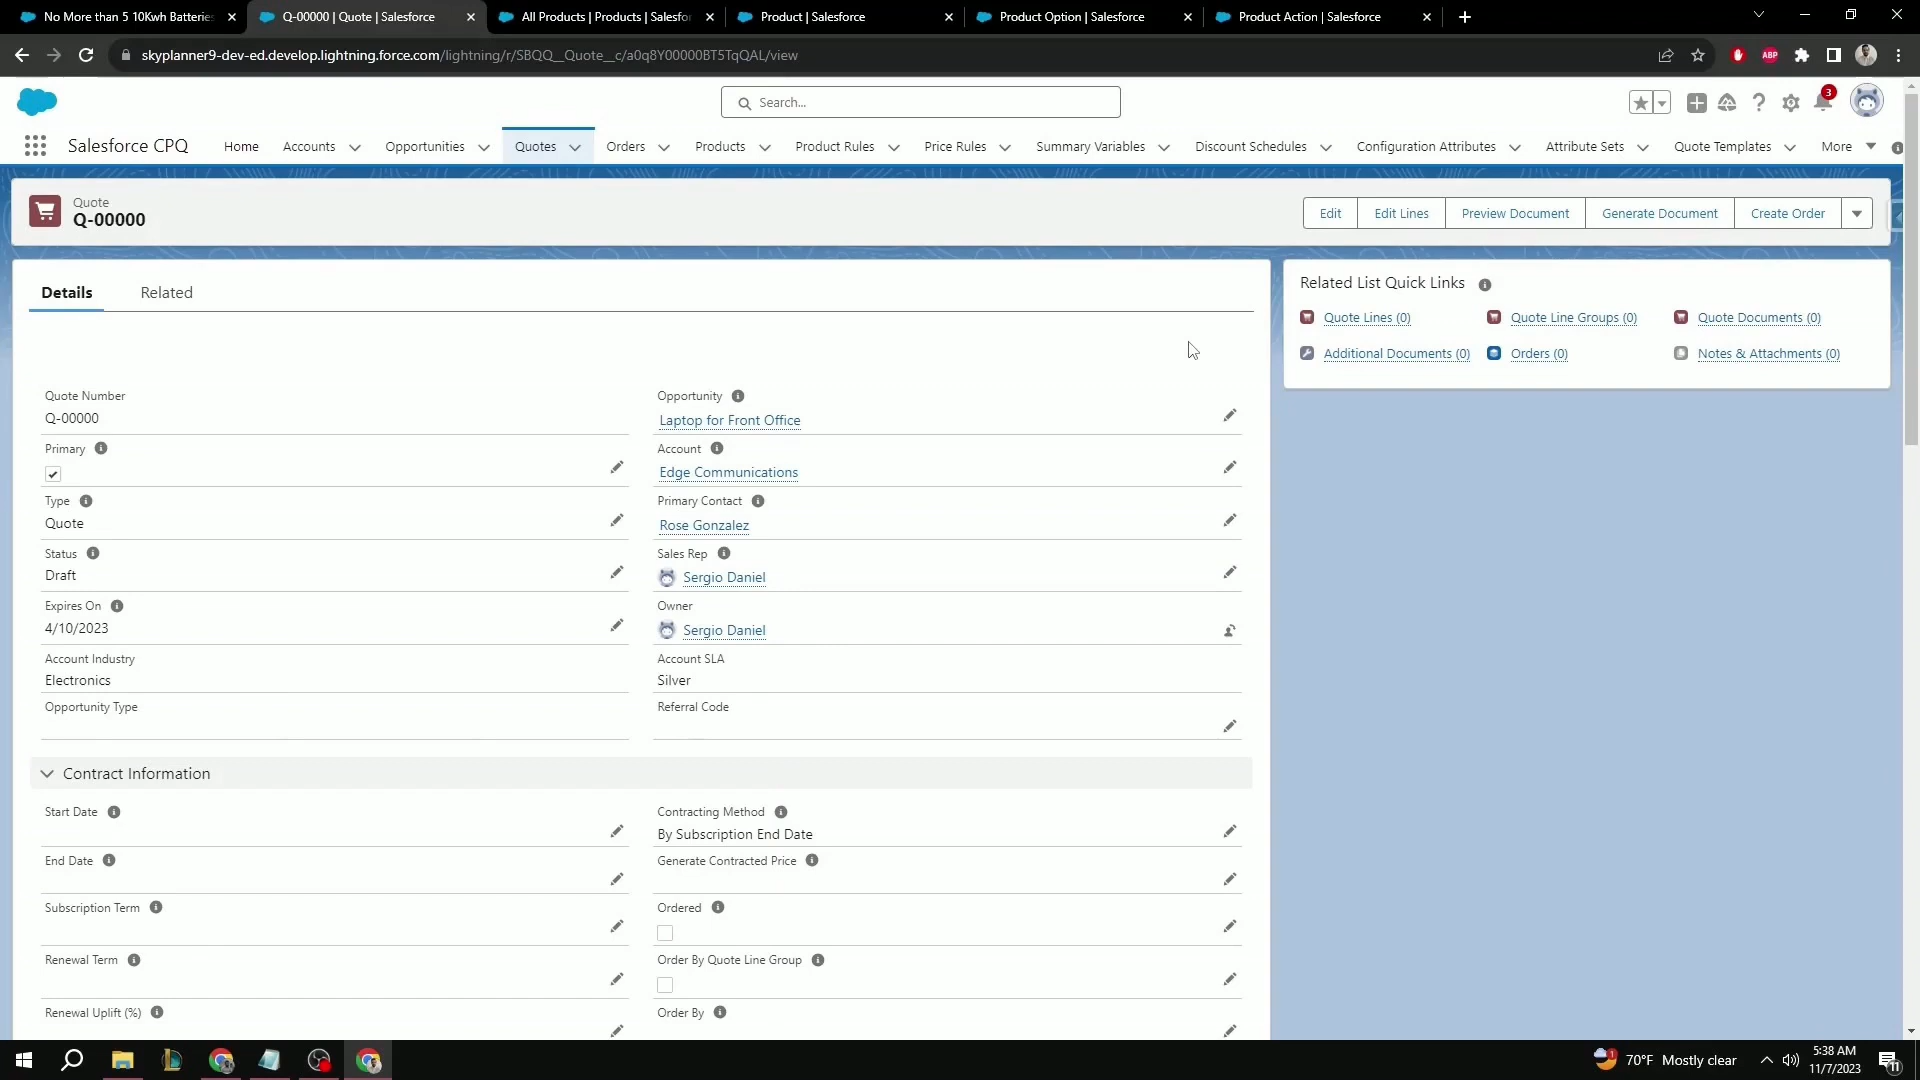 No More than 5 10Kwh Batteries
Q-00000 | Quote | Salesforce
All Products | Products | Salesfor
Product | Salesforce
Product Option | Salesforce
Product Action | Salesforce
skyplanner9-dev-ed.develop.lightning.force.com/lightning/r/SBQQ__Quote__c/a0q8Y00000BT5TqQAL/view
ABP
Search...
3
Salesforce CPQ
Home
Accounts
Opportunities
Quotes
Orders
Products
Product Rules
Price Rules
Summary Variables
Discount Schedules
Configuration Attributes
Attribute Sets
Quote Templates
More
Quote
Q-00000
Edit
Edit Lines
Preview Document
Generate Document
Create Order
Details
Related
Related List Quick Links
Quote Lines (0)
Quote Line Groups (0)
Quote Documents (0)
Additional Documents (0)
Orders (0)
Notes & Attachments (0)
Quote Number
Q-00000
Opportunity
Laptop for Front Office
Primary
Account
Edge Communications
Type
Quote
Primary Contact
Rose Gonzalez
Status
Draft
Sales Rep
Sergio Daniel
Expires On
4/10/2023
Owner
Sergio Daniel
Account Industry
Electronics
Account SLA
Silver
Opportunity Type
Referral Code
Contract Information
Start Date
Contracting Method
By Subscription End Date
End Date
Generate Contracted Price
Subscription Term
Ordered
Renewal Term
Order By Quote Line Group
Renewal Uplift (%)
Order By
1
70°F Mostly clear
5:38 AM
11/7/2023
11